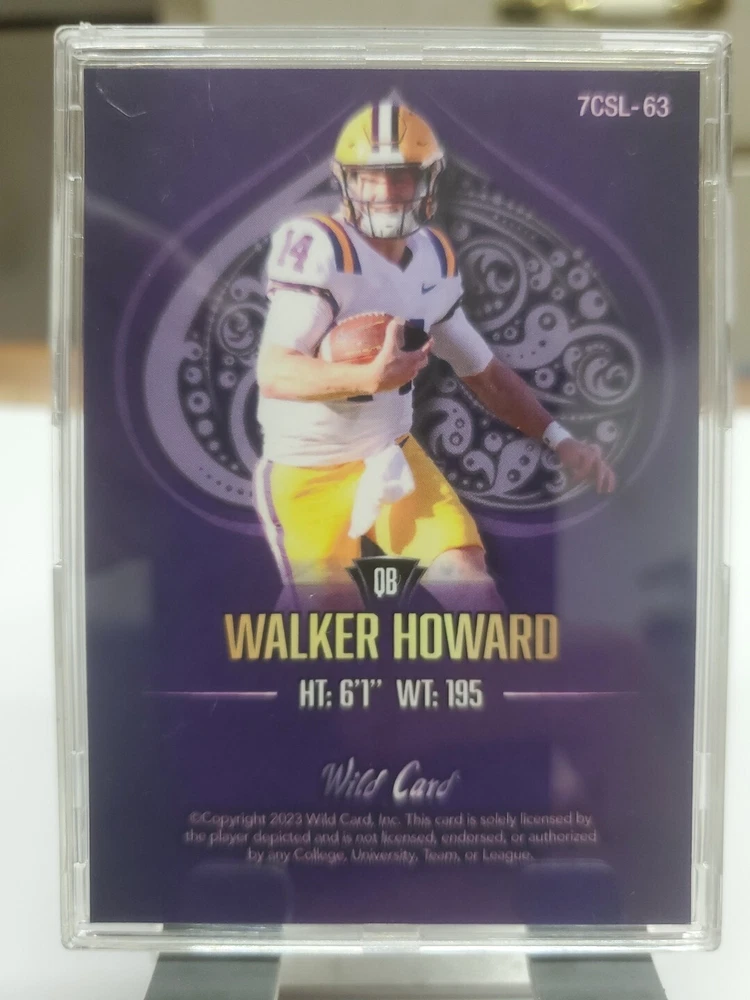 7CSL-63
14
QB
WALKER HOWARD
HT: 6'1" WT: 195
Wild Card
©Copyright 2023 Wild Card, Inc. This card is solely licensed by
the player depicted and is not licensed, endorsed, or authorized
by any College, University, Team, or League.